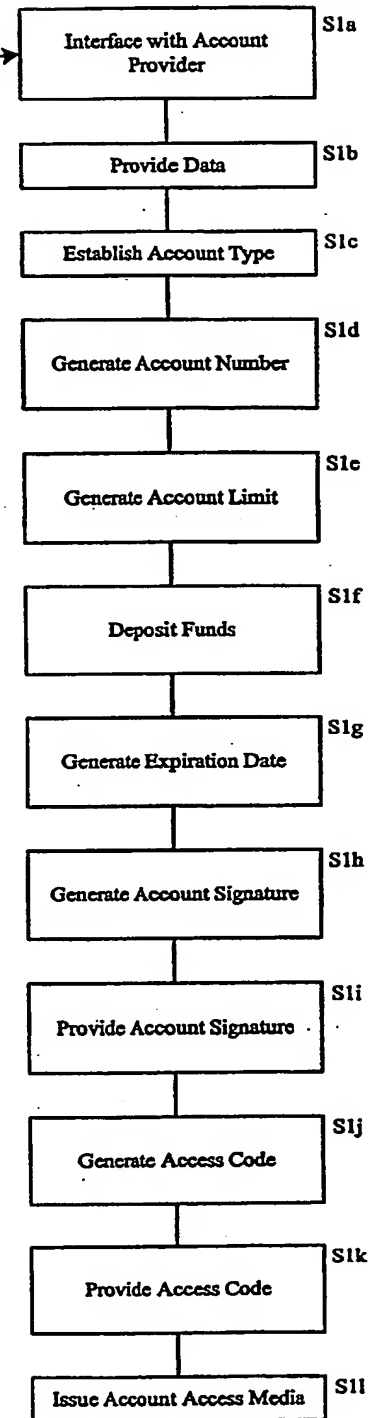 S1a
Interface with Account
Provider
S1b
Provide Data
S1c
Establish Account Type
S1d
Generate Account Number
S1e
Generate Account Limit
S1f
Deposit Funds
S1g
Generate Expiration Date
S1h
Generate Account Signature
S1i
Provide Account Signature
S1j
Generate Access Code
S1k
Provide Access Code
S1l
Issue Account Access Media